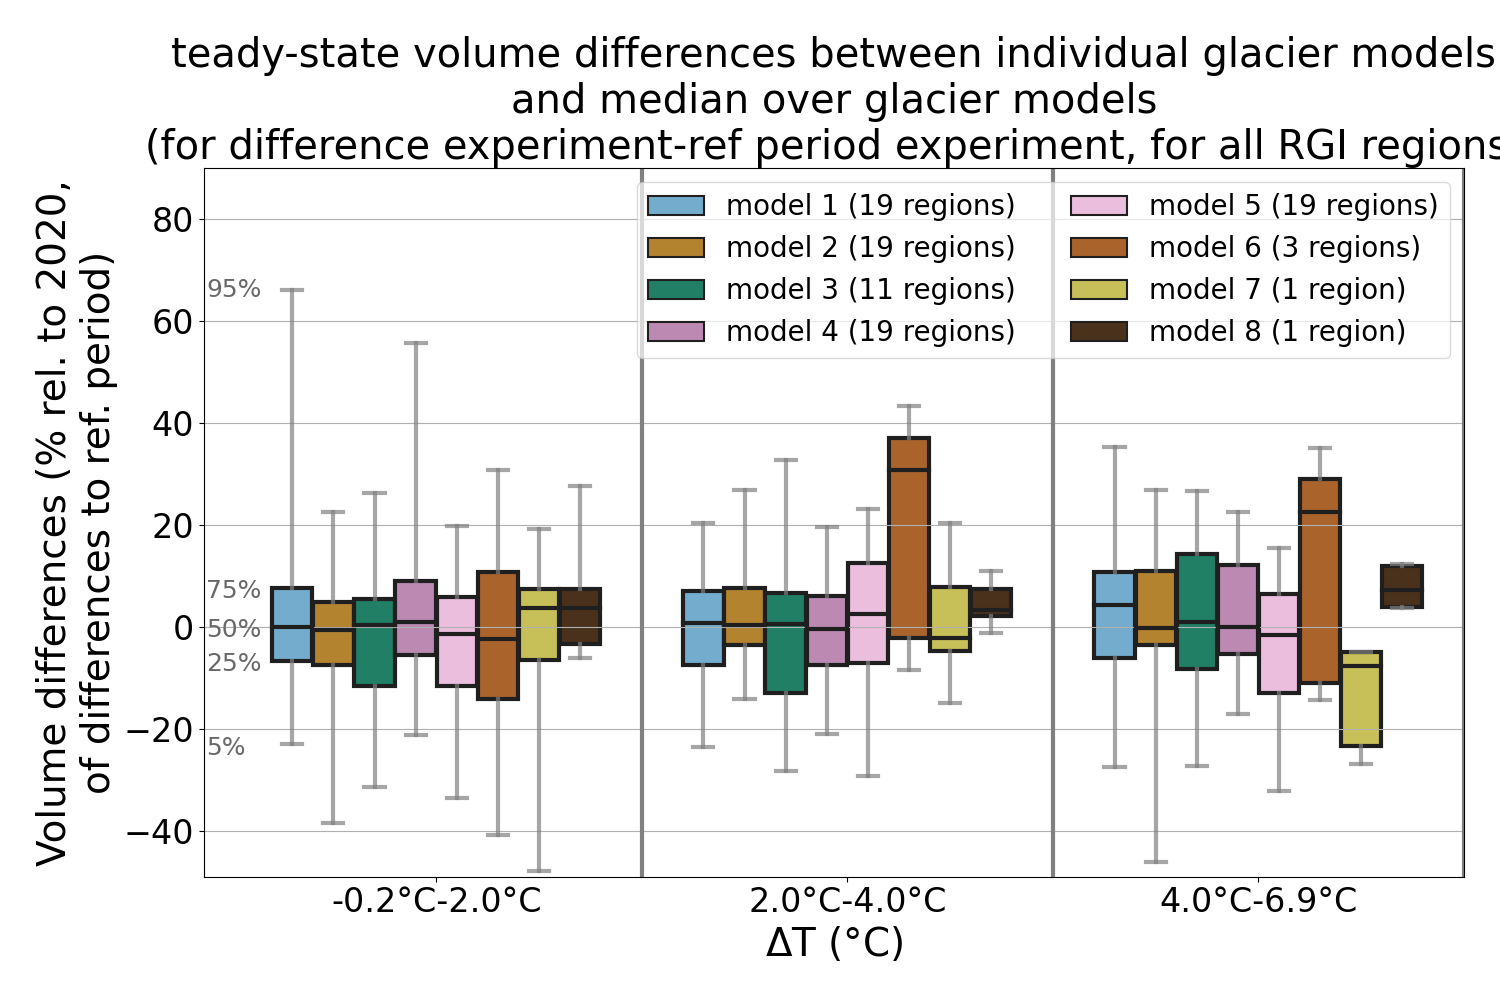 teady-state volume differences between individual glacier models
and median over glacier models
(for difference experiment-ref period experiment, for all RGI regions
Volume differences (% rel. to 2020,
of differences to ref. period)
80
60
40
20
0
−20
−40
95%
75%
50%
25%
5%
model 1 (19 regions)
model 2 (19 regions)
model 3 (11 regions)
model 4 (19 regions)
model 5 (19 regions)
model 6 (3 regions)
model 7 (1 region)
model 8 (1 region)
-0.2°C-2.0°C
2.0°C-4.0°C
4.0°C-6.9°C
ΔT (°C)